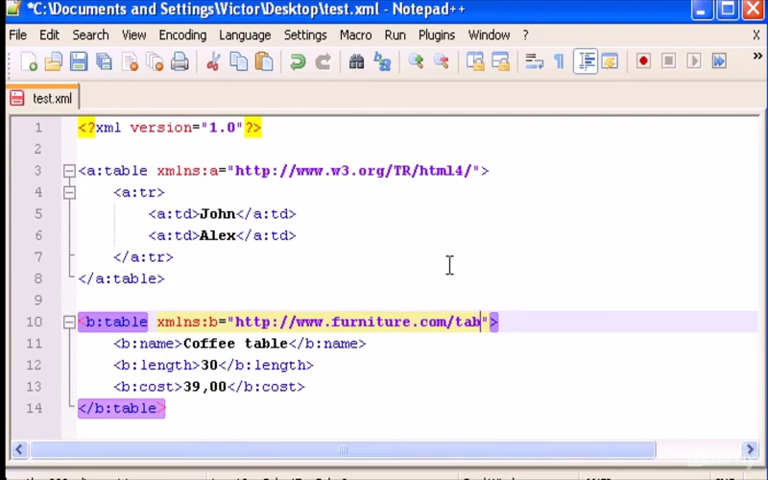 *C:\Documents and Settings\Victor\Desktop\test.xml - Notepad++
File Edit Search View Encoding Language Settings Macro Run Plugins Window ? X
test.xml
1 <?xml version="1.0"?>
2
3 <a:table xmlns:a="http://www.w3.org/TR/html4/">
4 <a:tr>
5 <a:td>John</a:td>
6 <a:td>Alex</a:td>
7 </a:tr>
8 </a:table>
9
10 <b:table xmlns:b="http://www.furniture.com/tab">
11 <b:name>Coffee table</b:name>
12 <b:length>30</b:length>
13 <b:cost>39,00</b:cost>
14 </b:table>